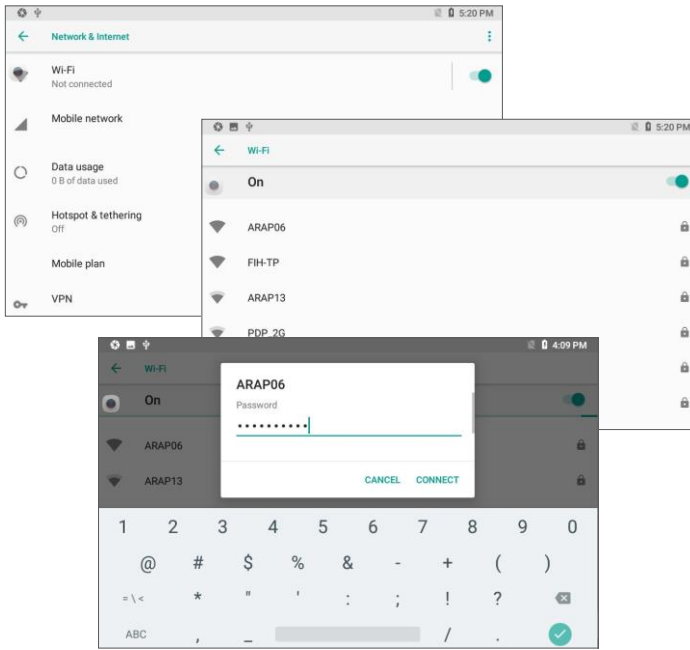 5:20 PM
Network & Internet
Wi-Fi
Not connected
Mobile network
Data usage
0 B of data used
Hotspot & tethering
Off
Mobile plan
VPN
5:20 PM
Wi-Fi
On
ARAP06
FIH-TP
ARAP13
PDP_2G
4:09 PM
Wi-Fi
On
ARAP06
ARAP13
ARAP06
Password
••••••••••
CANCEL CONNECT
1 2 3 4 5 6 7 8 9 0
@ # $ % & - + ( )
= \ < * " ' : ; ! ?
ABC , _ / .